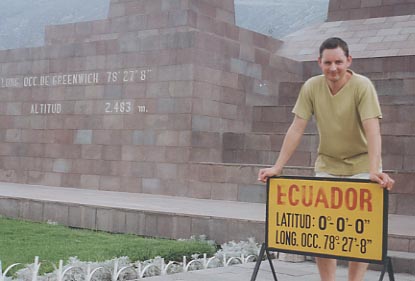 LONG. OCC. DE GREENWICH 78° 27'-8"
ALTITUD 2.483 m.
ECUADOR
ECUADOR
LATITUD: 0°-0'-0"
LONG. OCC. 78° 27'-8"